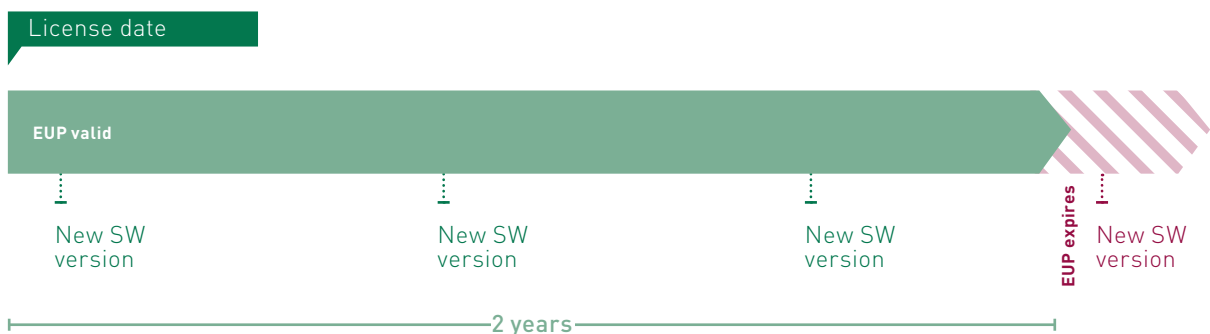 License date
EUP valid
New SW
version
New SW
version
New SW
version
EUP expires
New SW
version
2 years